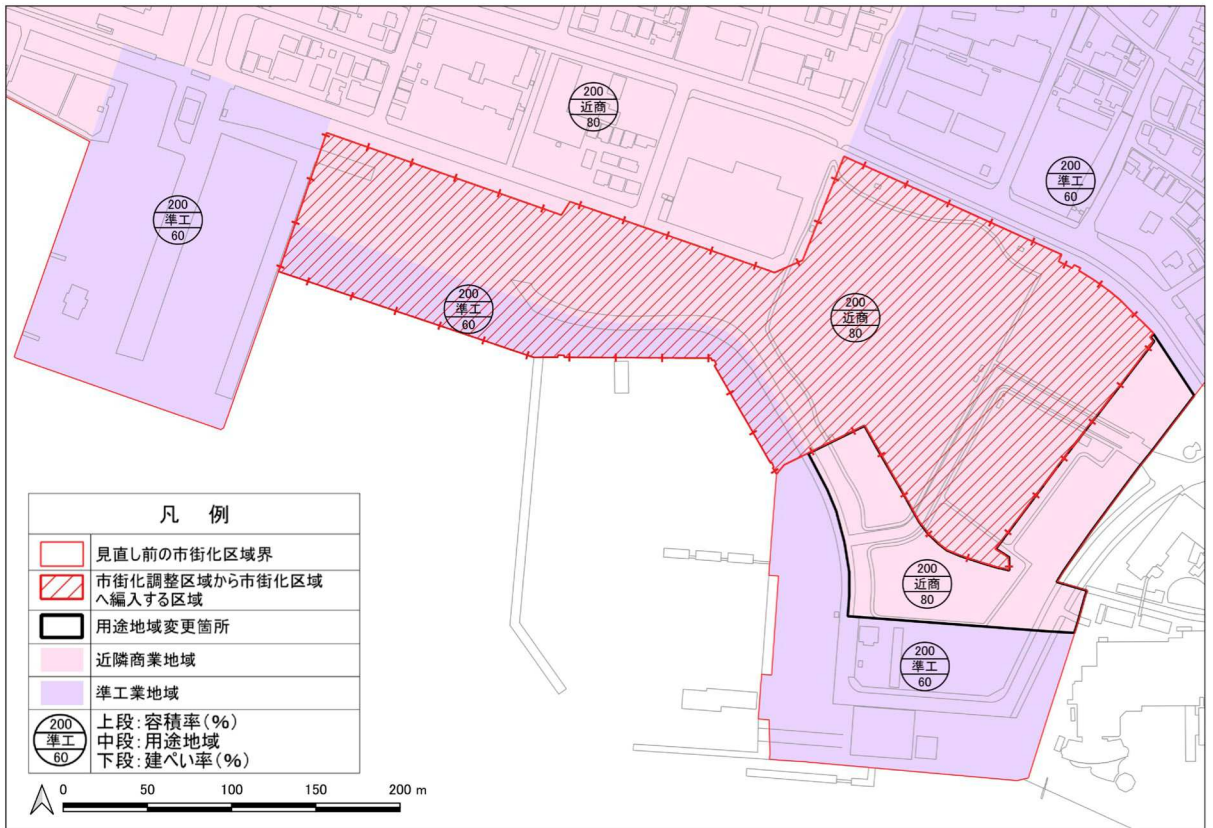 200
近商
80
200
準工
60
200
準工
60
200
準工
60
200
近商
80
200
近商
80
200
準工
60
凡 例
見直し前の市街化区域界
市街化調整区域から市街化区域
へ編入する区域
用途地域変更箇所
近隣商業地域
準工業地域
200
準工
60
上段:容積率(%)
中段:用途地域
下段:建ぺい率(%)
0 50 100 150 200 m